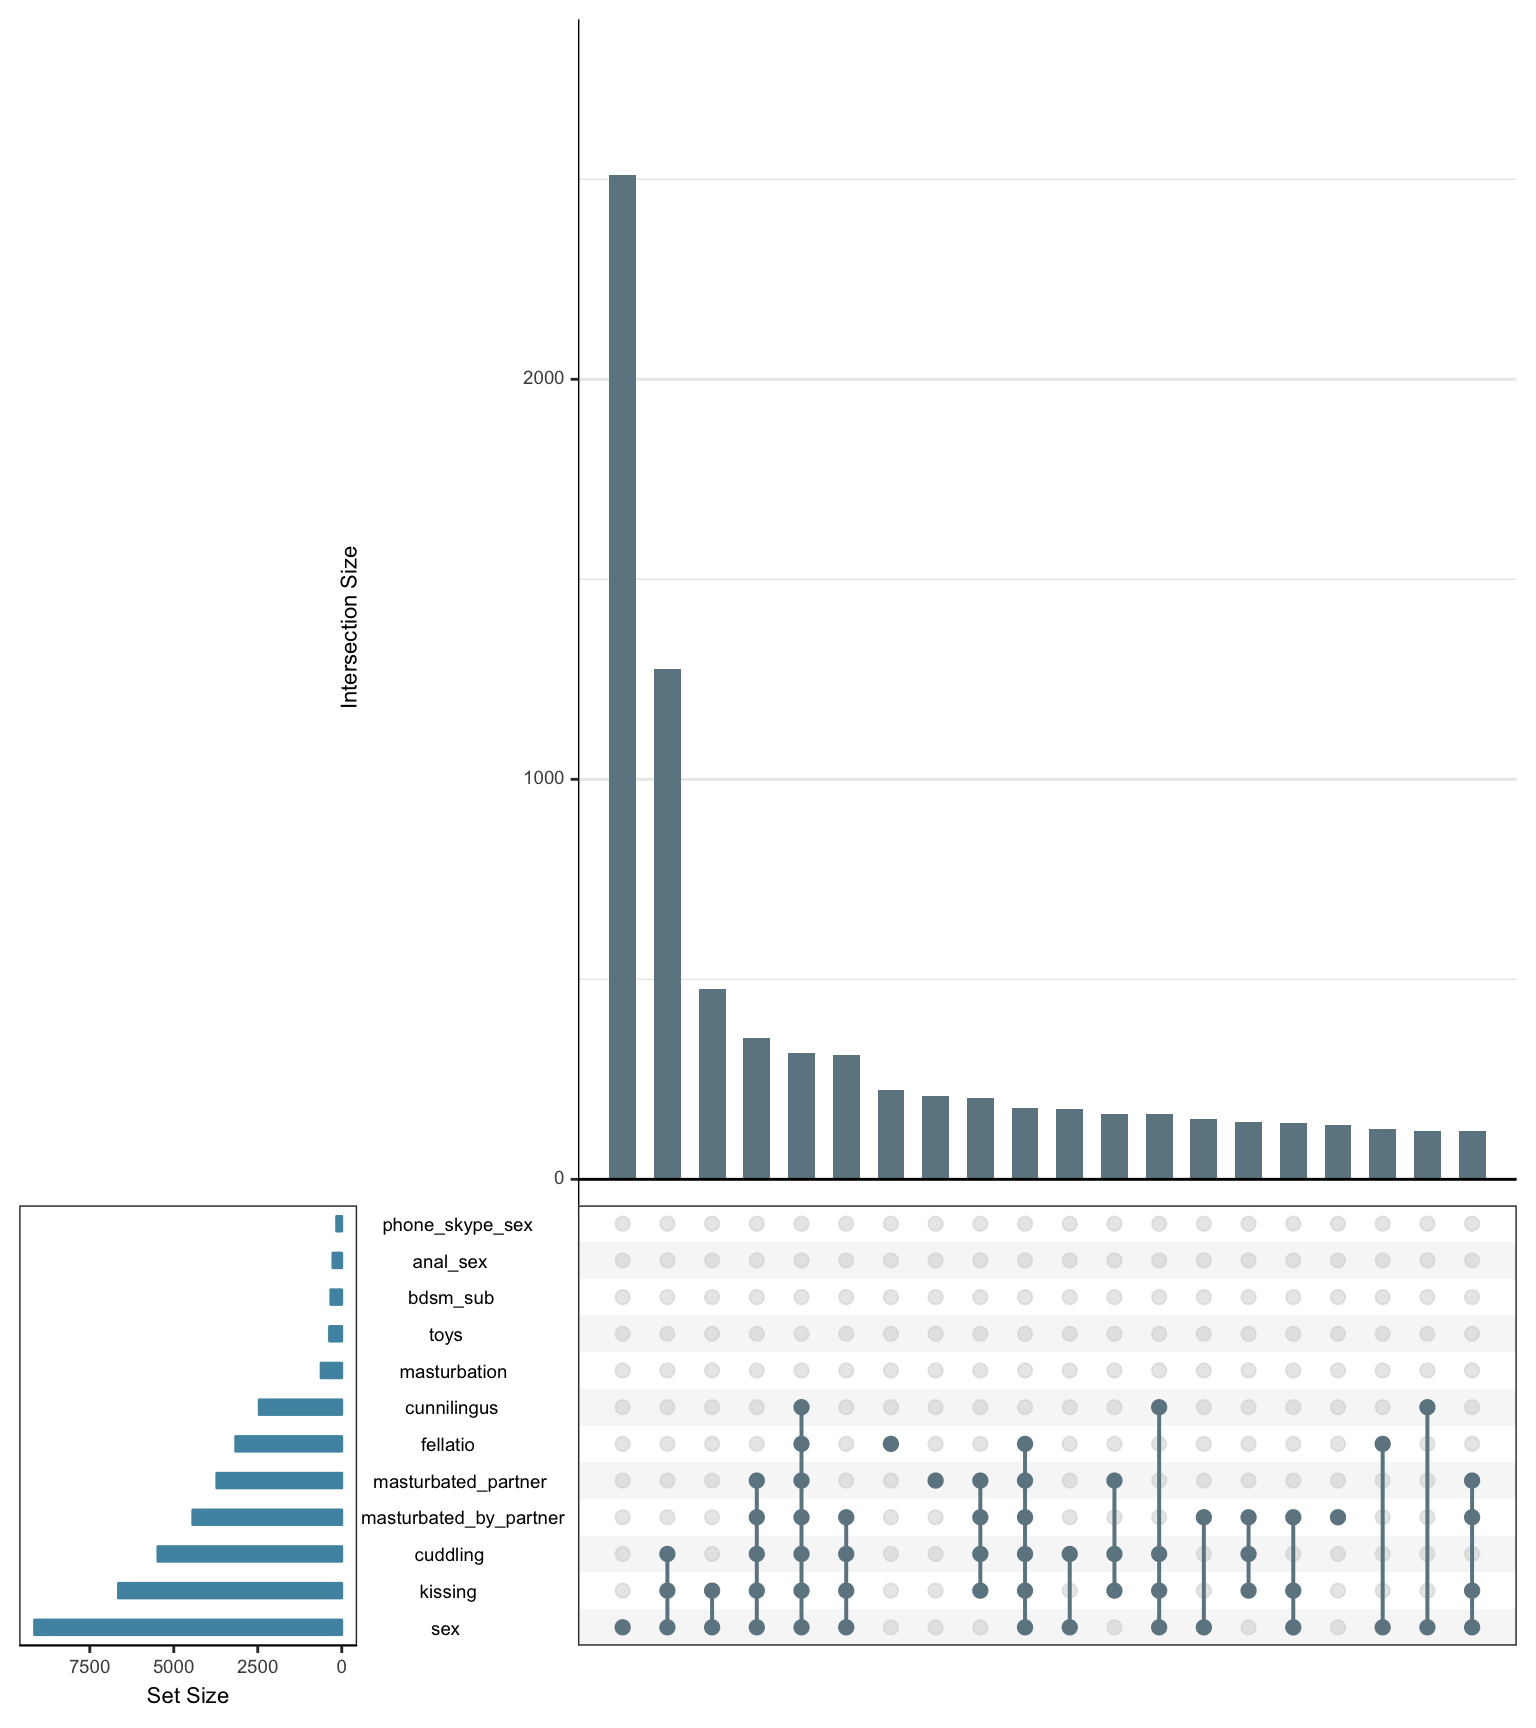 Intersection Size
2000
1000
0
phone_skype_sex
anal_sex
bdsm_sub
toys
masturbation
cunnilingus
fellatio
masturbated_partner
masturbated_by_partner
cuddling
kissing
sex
7500 5000 2500 0
Set Size